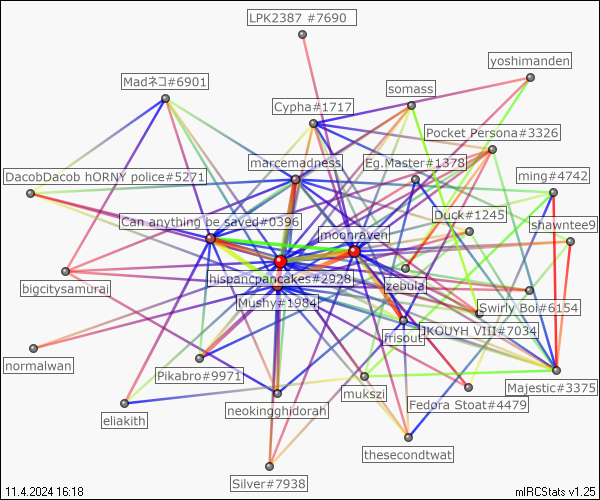 LPK2387 #7690
yoshimanden
Madネコ#6901
somass
Cypha#1717
Pocket Persona#3326
marcemadness
Eg.Master#1378
DacobDacob hORNY police#5271
ming#4742
Duck#1245
Can anything be saved#0396
shawntee9
moonraven
hispancpancakes#2928
zebula
bigcitysamurai
Mushy#1984
Swirly Boi#6154
JKOUYH VIII#7034
frisout
normalwan
Pikabro#9971
Majestic#3375
mukszi
Fedora Stoat#4479
neokingghidorah
eliakith
thesecondtwat
Silver#7938
11.4.2024 16:18
mIRCStats v1.25